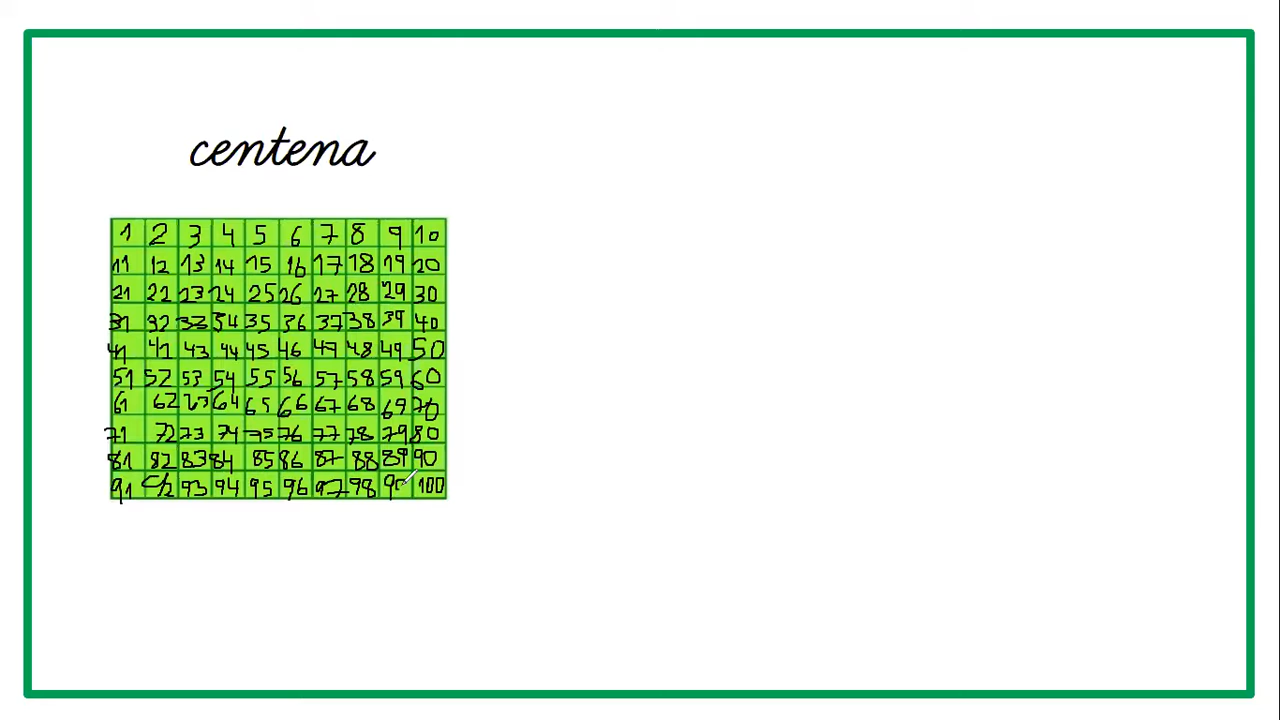 centena
1 2 3 4 5 6 7 8 9 10
11 12 13 14 15 16 17 18 19 20
21 22 23 24 25 26 27 28 29 30
31 32 33 34 35 36 37 38 39 40
41 41 43 44 45 46 47 48 49 50
51 52 53 54 55 56 57 58 59 60
61 62 63 64 65 66 67 68 69 70
71 72 73 74 75 76 77 78 79 80
81 82 83 84 85 86 87 88 89 90
91 92 93 94 95 96 97 98 100